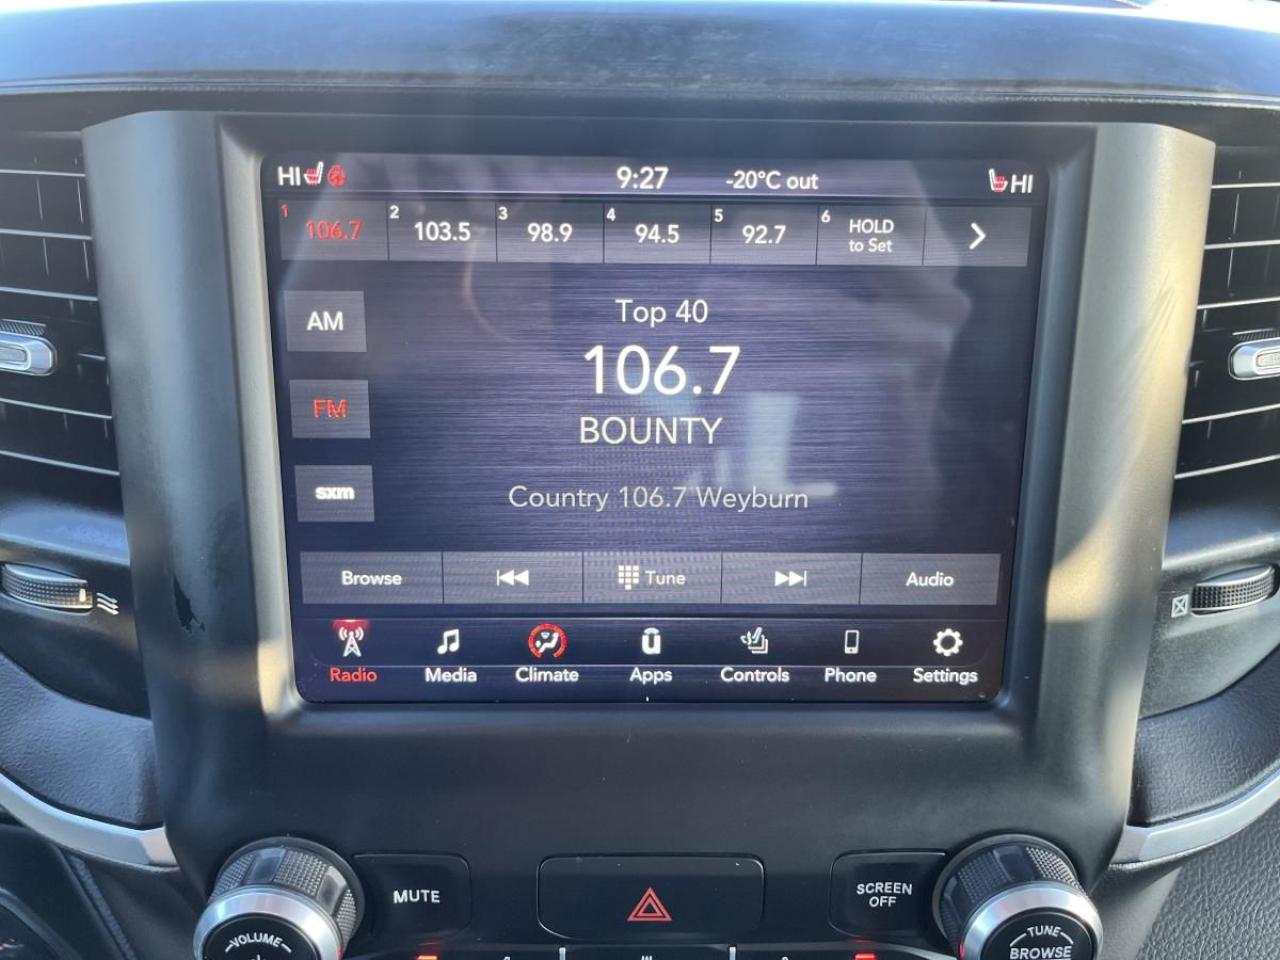 HI 9:27 -20°C out HI
1 106.7 2 103.5 3 98.9 4 94.5 5 92.7 6 HOLD to Set
AM
Top 40
106.7
FM
BOUNTY
sxm
Country 106.7 Weyburn
Browse Tune Audio
Radio Media Climate Apps Controls Phone Settings
MUTE
SCREEN OFF
VOLUME
TUNE
BROWSE